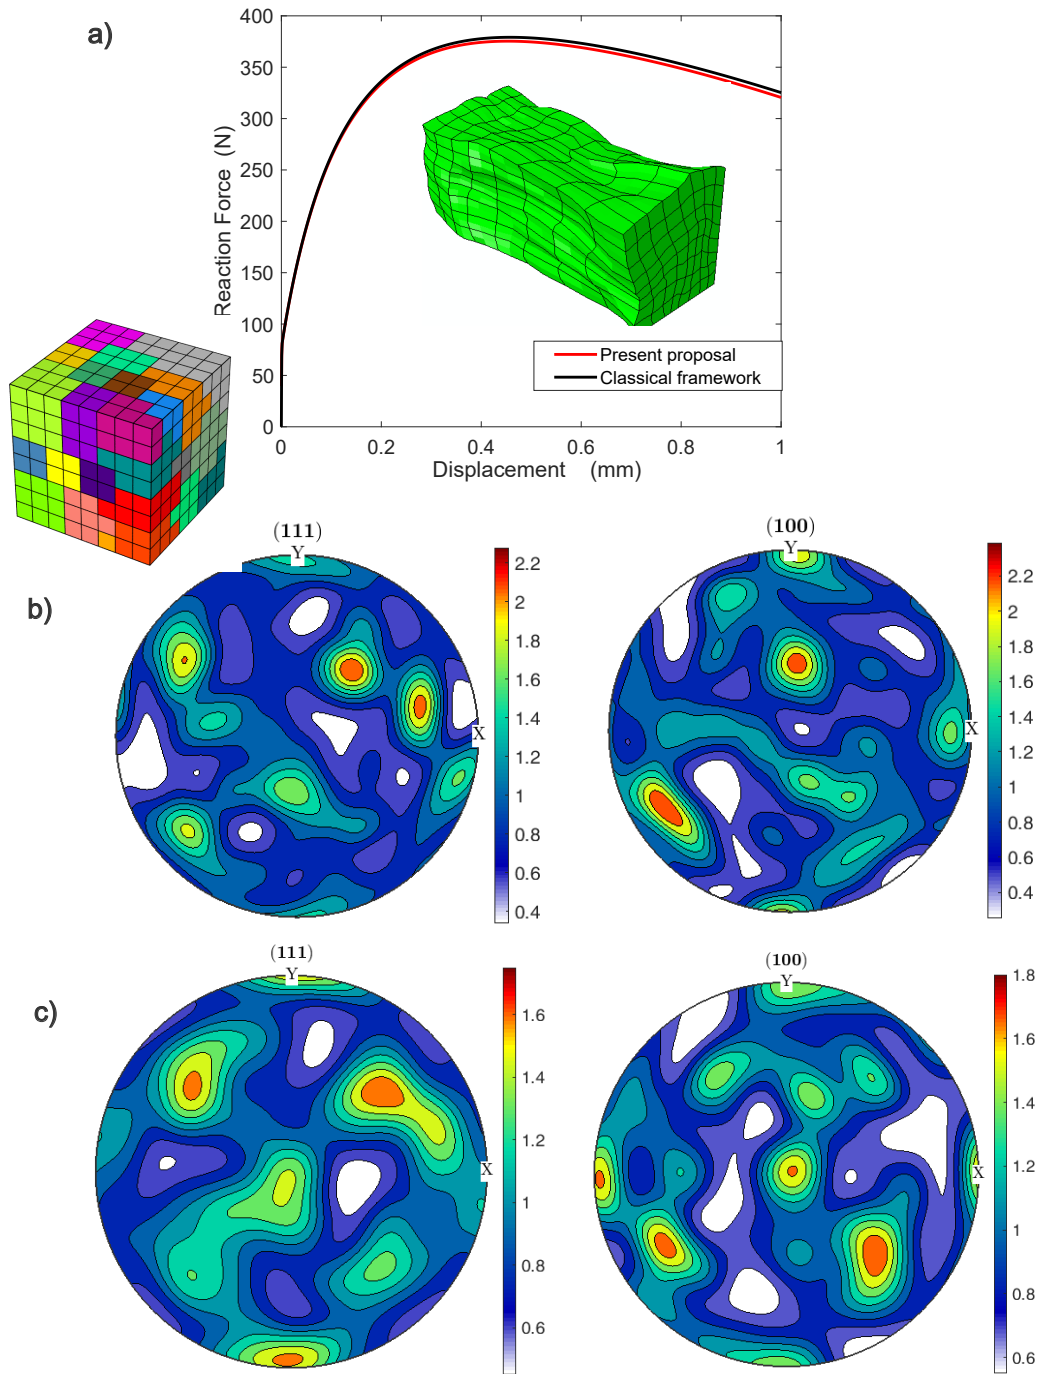 a)
400
350
300
250
200
150
100
50
0
Reaction Force (N)
0 0.2 0.4 0.6 0.8 1
Displacement (mm)
Present proposal
Classical framework
b)
(111)
Y
X
2.2
2
1.8
1.6
1.4
1.2
1
0.8
0.6
0.4
(100)
Y
X
2.2
2
1.8
1.6
1.4
1.2
1
0.8
0.6
0.4
c)
(111)
Y
X
1.6
1.4
1.2
1
0.8
0.6
(100)
Y
X
1.8
1.6
1.4
1.2
1
0.8
0.6